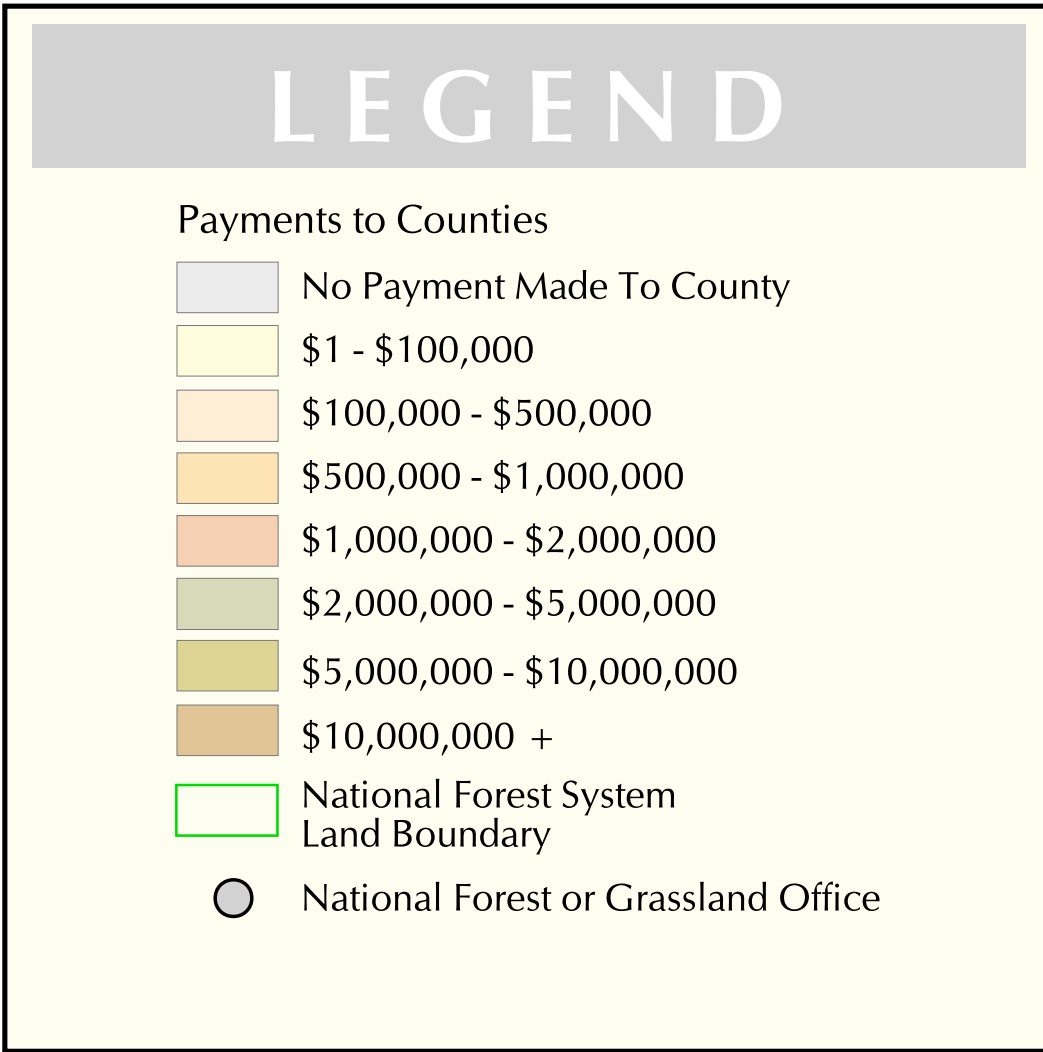 LEGEND
Payments to Counties
No Payment Made To County
$1 - $100,000
$100,000 - $500,000
$500,000 - $1,000,000
$1,000,000 - $2,000,000
$2,000,000 - $5,000,000
$5,000,000 - $10,000,000
$10,000,000 +
National Forest System
Land Boundary
National Forest or Grassland Office